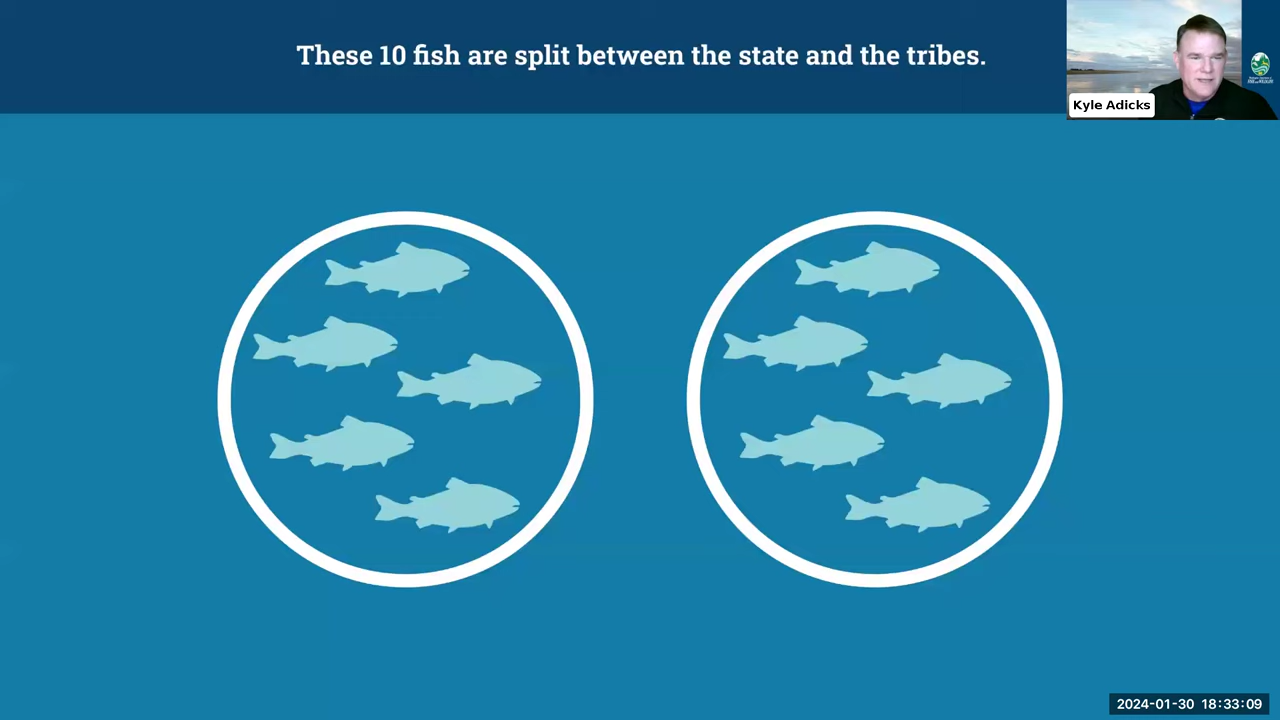 These 10 fish are split between the state and the tribes.
Kyle Adicks
2024-01-30 18:33:09